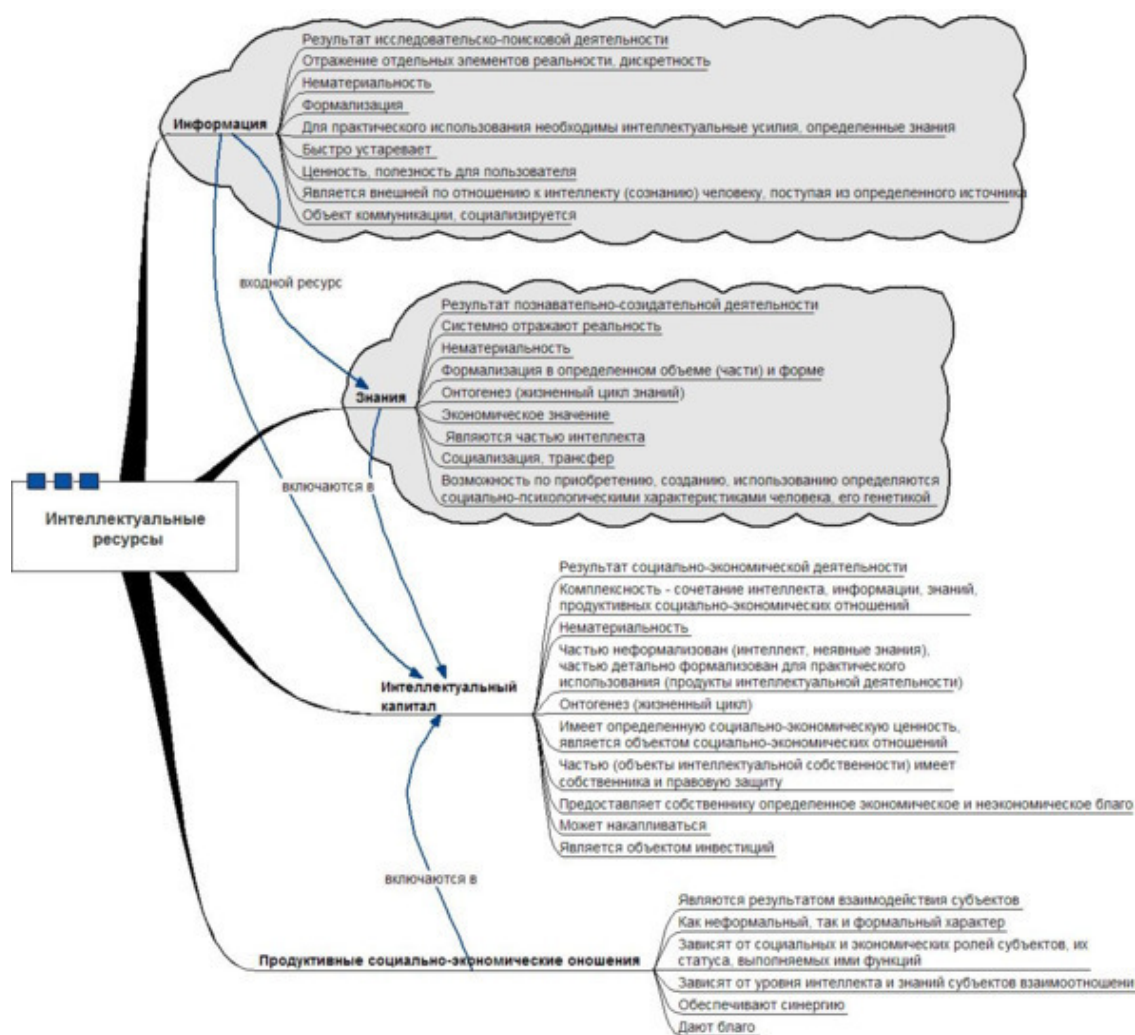 Результат исследовательско-поисковой деятельности
Отражение отдельных элементов реальности, дискретность
Нематериальность
Формализация
Информация
Для практического использования необходимы интеллектуальные усилия, определенные знания
Быстро устаревает
Ценность, полезность для пользователя
Является внешней по отношению к интеллекту (сознанию) человеку, поступая из определенного источника
Объект коммуникации, социализируется
входной ресурс
Результат познавательно-созидательной деятельности
Системно отражают реальность
Нематериальность
Формализация в определенном объеме (части) и форме
Онтогенез (жизненный цикл знаний)
Знания
Экономическое значение
Являются частью интеллекта
Социализация, трансфер
Возможность по приобретению, созданию, использованию определяются
социально-психологическими характеристиками человека, его генетикой
включаются в
Интеллектуальные
ресурсы
Результат социально-экономической деятельности
Комплексность - сочетание интеллекта, информации, знаний,
продуктивных социально-экономических отношений
Нематериальность
Частью неформализован (интеллект, неявные знания),
частью детально формализован для практического
использования (продукты интеллектуальной деятельности)
Интеллектуальный
капитал
Онтогенез (жизненный цикл)
Имеет определенную социально-экономическую ценность,
является объектом социально-экономических отношений
Частью (объекты интеллектуальной собственности) имеет
собственника и правовую защиту
Предоставляет собственнику определенное экономическое и неэкономическое благо
Может накапливаться
Является объектом инвестиций
включаются в
Являются результатом взаимодействия субъектов
Как неформальный, так и формальный характер
Зависят от социальных и экономических ролей субъектов, их
статуса, выполняемых ими функций
Продуктивные социально-экономические оношения
Зависят от уровня интеллекта и знаний субъектов взаимоотношени
Обеспечивают синергию
Дают благо